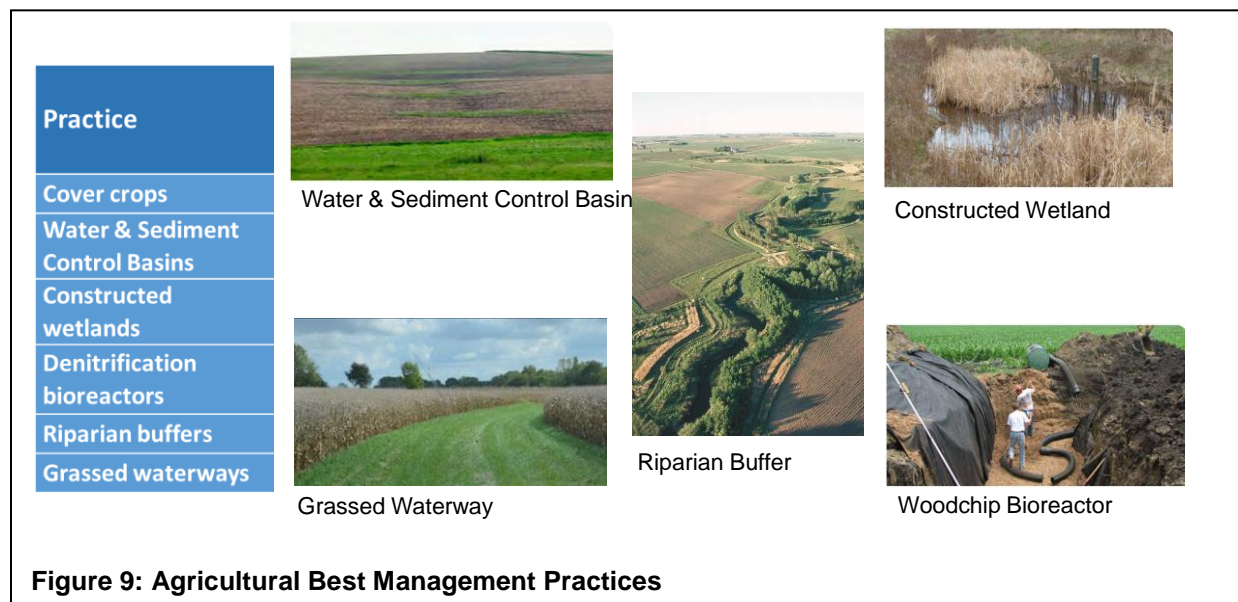 Practice
Cover crops
Water & Sediment
Control Basins
Constructed
wetlands
Denitrification
bioreactors
Riparian buffers
Grassed waterways
Water & Sediment Control Basin
Constructed Wetland
Grassed Waterway
Riparian Buffer
Woodchip Bioreactor
Figure 9: Agricultural Best Management Practices